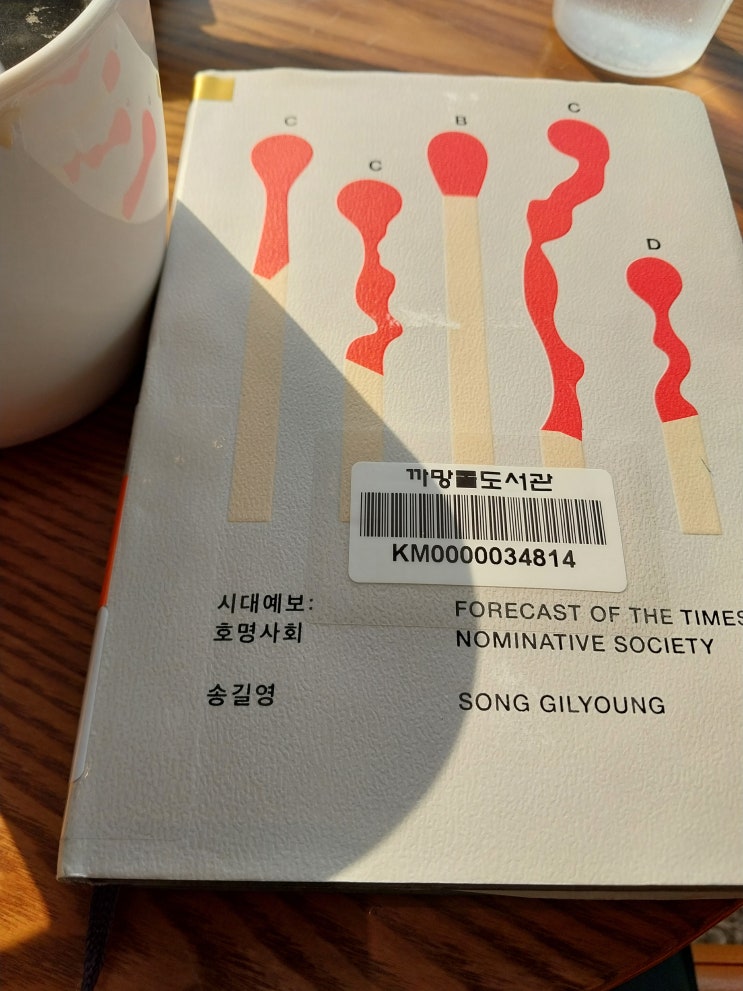 C
C
B
C
D
까망돌도서관
KM0000034814
시대예보:
호명사회
송길영
FORECAST OF THE TIMES
NOMINATIVE SOCIETY
SONG GILYOUNG